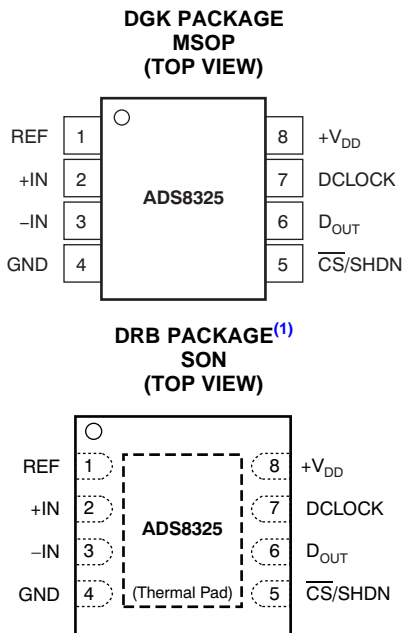 DGK PACKAGE
MSOP
(TOP VIEW)
REF 1 8 +VDD
+IN 2 7 DCLOCK
ADS8325
−IN 3 6 DOUT
GND 4 5 CS/SHDN
DRB PACKAGE(1)
SON
(TOP VIEW)
REF 1 8 +VDD
+IN 2 7 DCLOCK
ADS8325
−IN 3 6 DOUT
GND 4 (Thermal Pad) 5 CS/SHDN